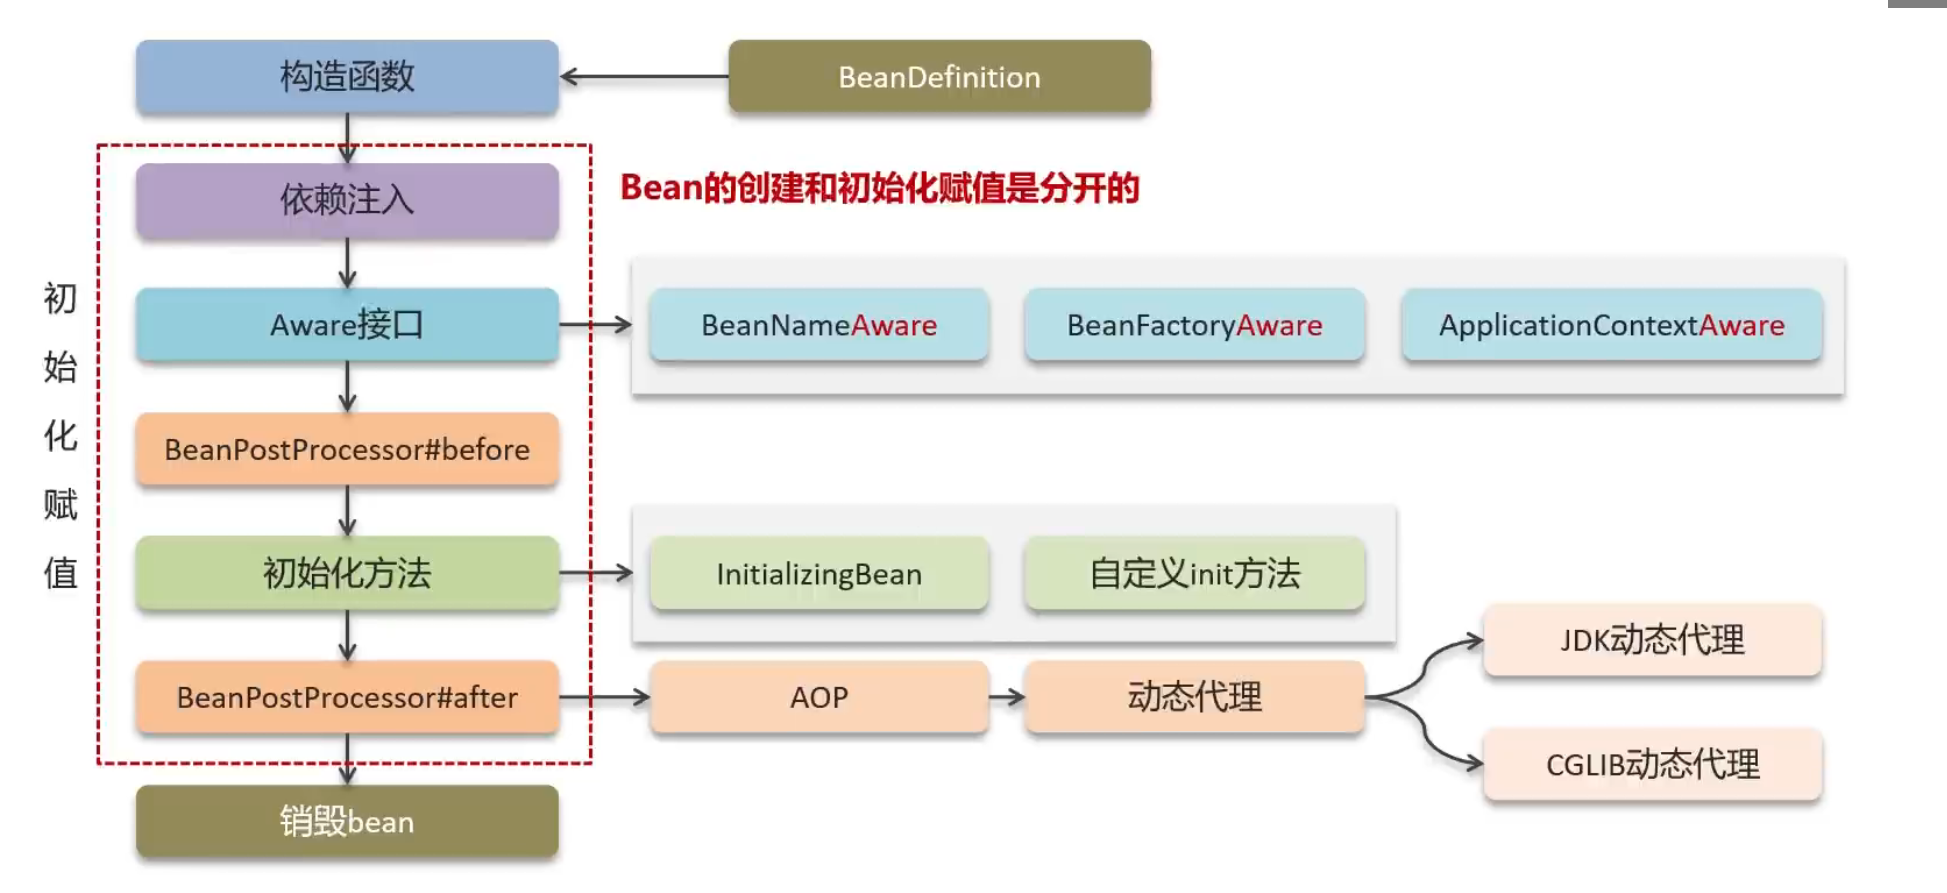 构造函数
BeanDefinition
依赖注入
Bean的创建和初始化赋值是分开的
初始化赋值
Aware接口
BeanNameAware
BeanFactoryAware
ApplicationContextAware
BeanPostProcessor#before
初始化方法
InitializingBean
自定义init方法
BeanPostProcessor#after
AOP
动态代理
JDK动态代理
CGLIB动态代理
销毁bean